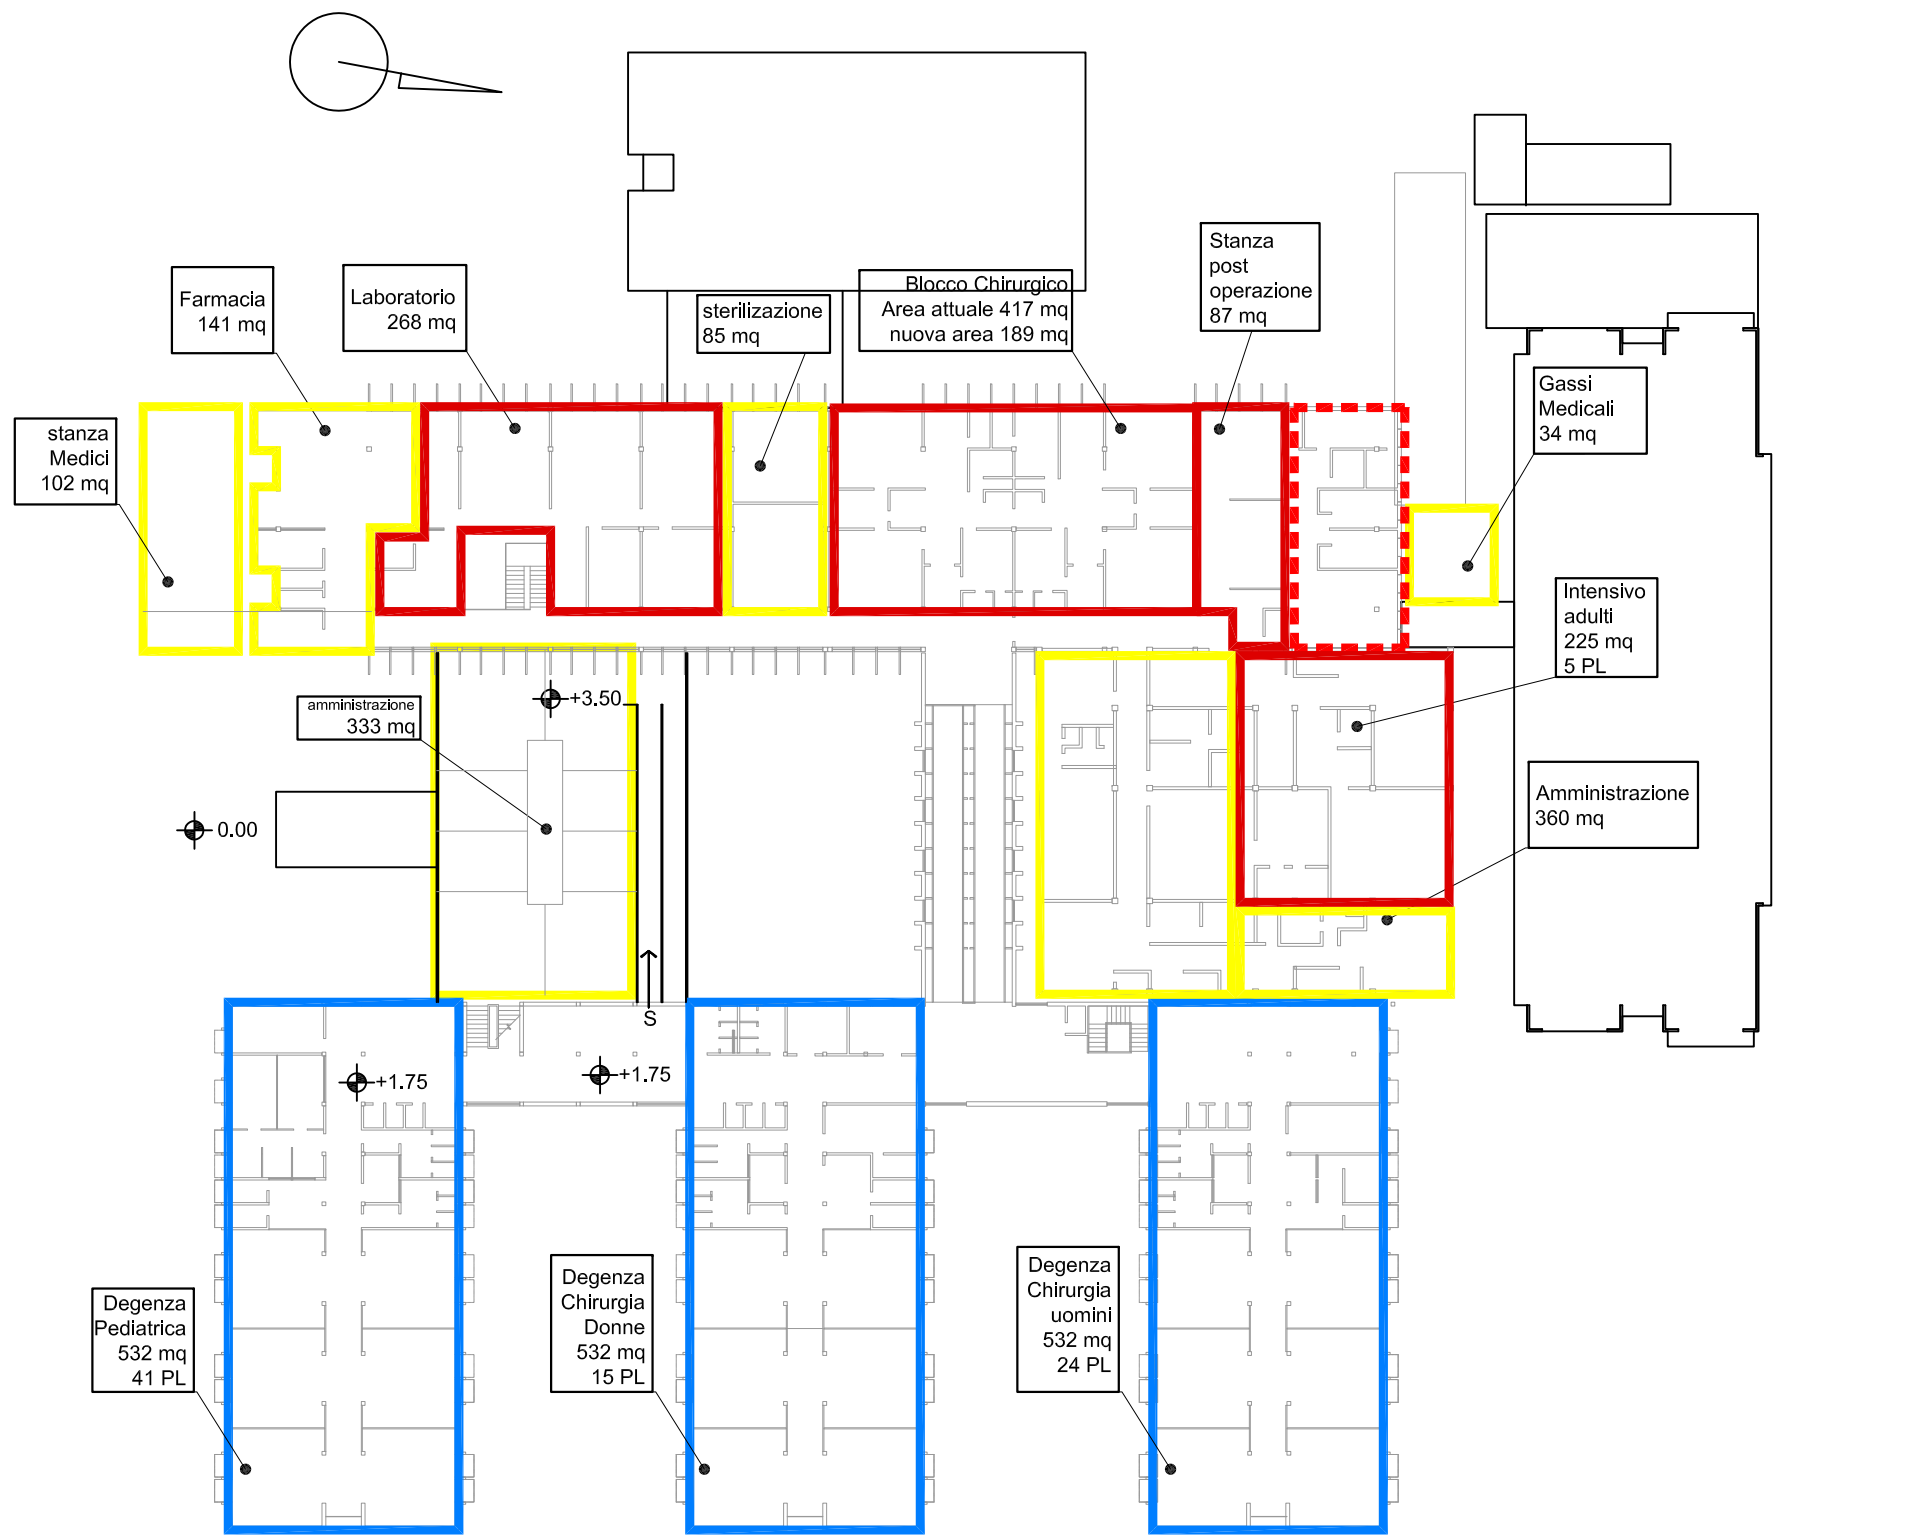 Stanza
post
operazione
87 mq
Farmacia
141 mq
Laboratorio
268 mq
sterilizazione
85 mq
Blocco Chirurgico
Area attuale 417 mq
nuova area 189 mq
Gassi
Medicali
34 mq
stanza
Medici
102 mq
Intensivo
adulti
225 mq
5 PL
amministrazione
333 mq
+3.50
0.00
Amministrazione
360 mq
S
+1.75
+1.75
Degenza
Pediatrica
532 mq
41 PL
Degenza
Chirurgia
Donne
532 mq
15 PL
Degenza
Chirurgia
uomini
532 mq
24 PL